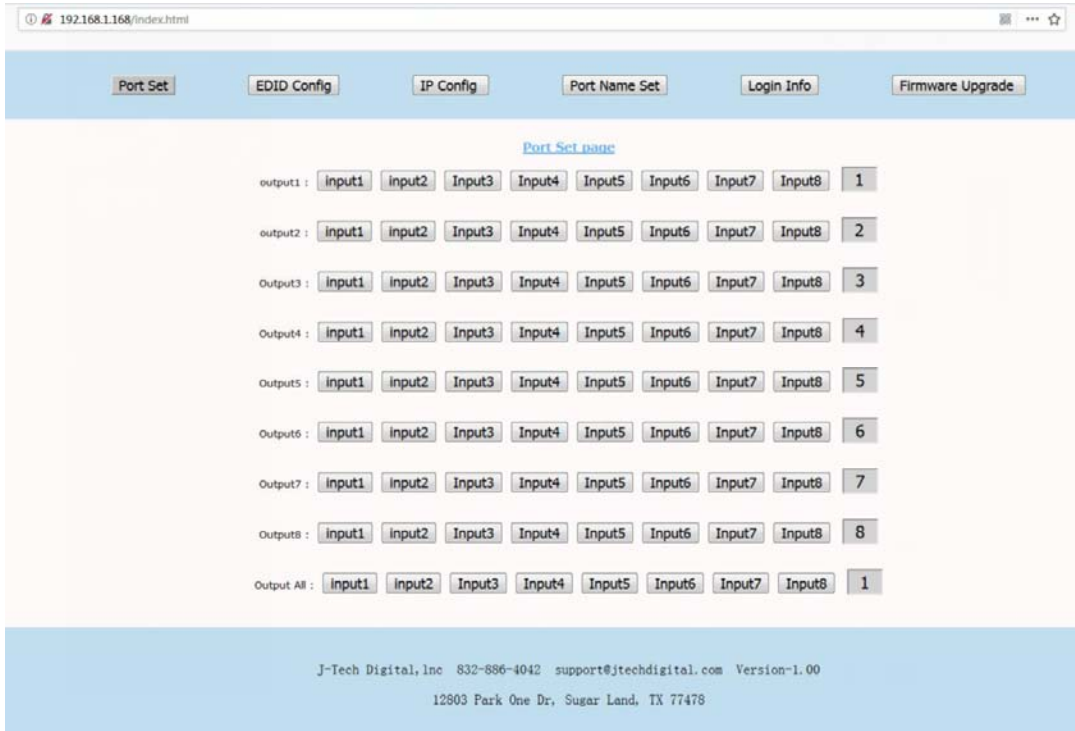 192.168.1.168/index.html
Port Set EDID Config IP Config Port Name Set Login Info Firmware Upgrade
Port Set page
output1 : input1 input2 Input3 Input4 Input5 Input6 Input7 Input8 1
output2 : input1 input2 Input3 Input4 Input5 Input6 Input7 Input8 2
Output3 : input1 input2 Input3 Input4 Input5 Input6 Input7 Input8 3
Output4 : input1 input2 Input3 Input4 Input5 Input6 Input7 Input8 4
Output5 : input1 input2 Input3 Input4 Input5 Input6 Input7 Input8 5
Output6 : input1 input2 Input3 Input4 Input5 Input6 Input7 Input8 6
Output7 : input1 input2 Input3 Input4 Input5 Input6 Input7 Input8 7
Output8 : input1 input2 Input3 Input4 Input5 Input6 Input7 Input8 8
Output All : input1 input2 Input3 Input4 Input5 Input6 Input7 Input8 1
J-Tech Digital,lnc 832-886-4042 support@jtechdigital.com Version-1.00
12803 Park One Dr, Sugar Land, TX 77478